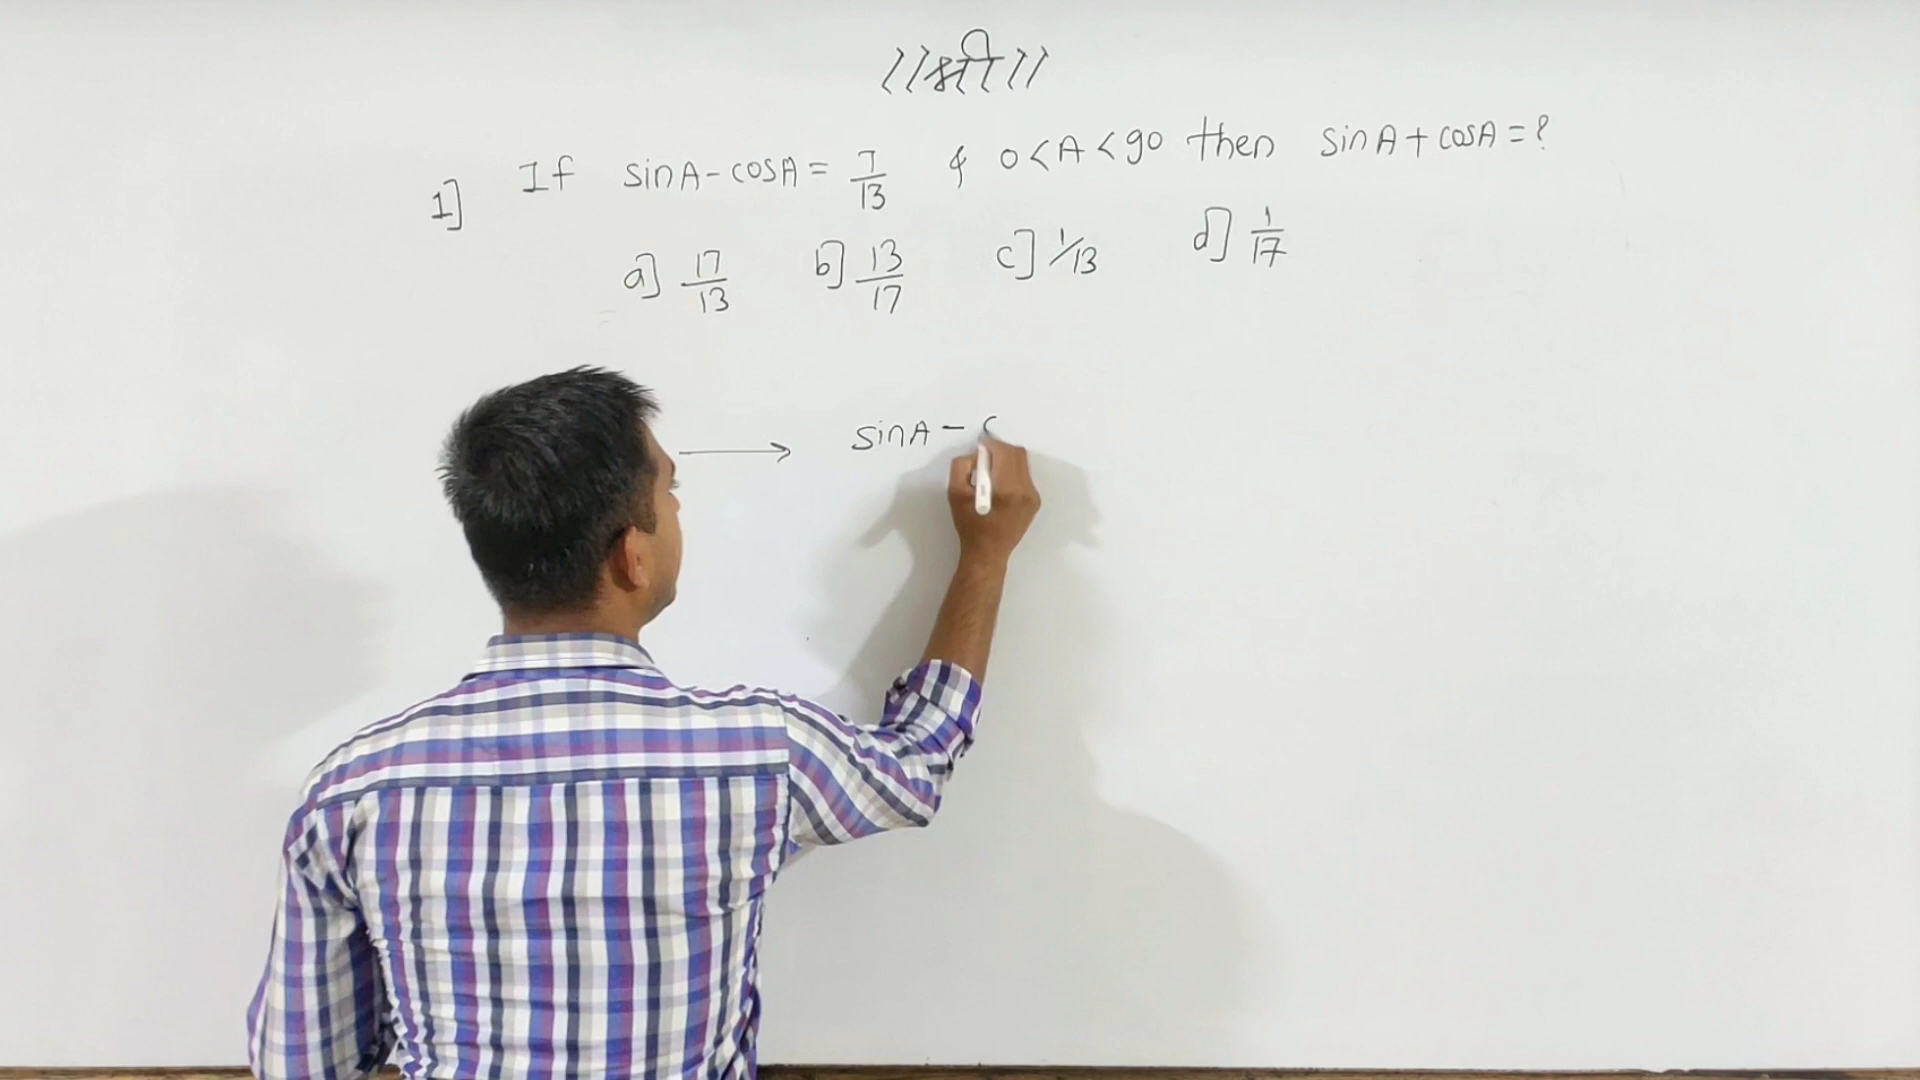 ।।श्री।।
1] If sinA-cosA= 7/13 & 0<A<90 then sinA+cosA=?
a] 17/13 b] 13/17 c] 1/13 d] 1/17
→ sinA-c